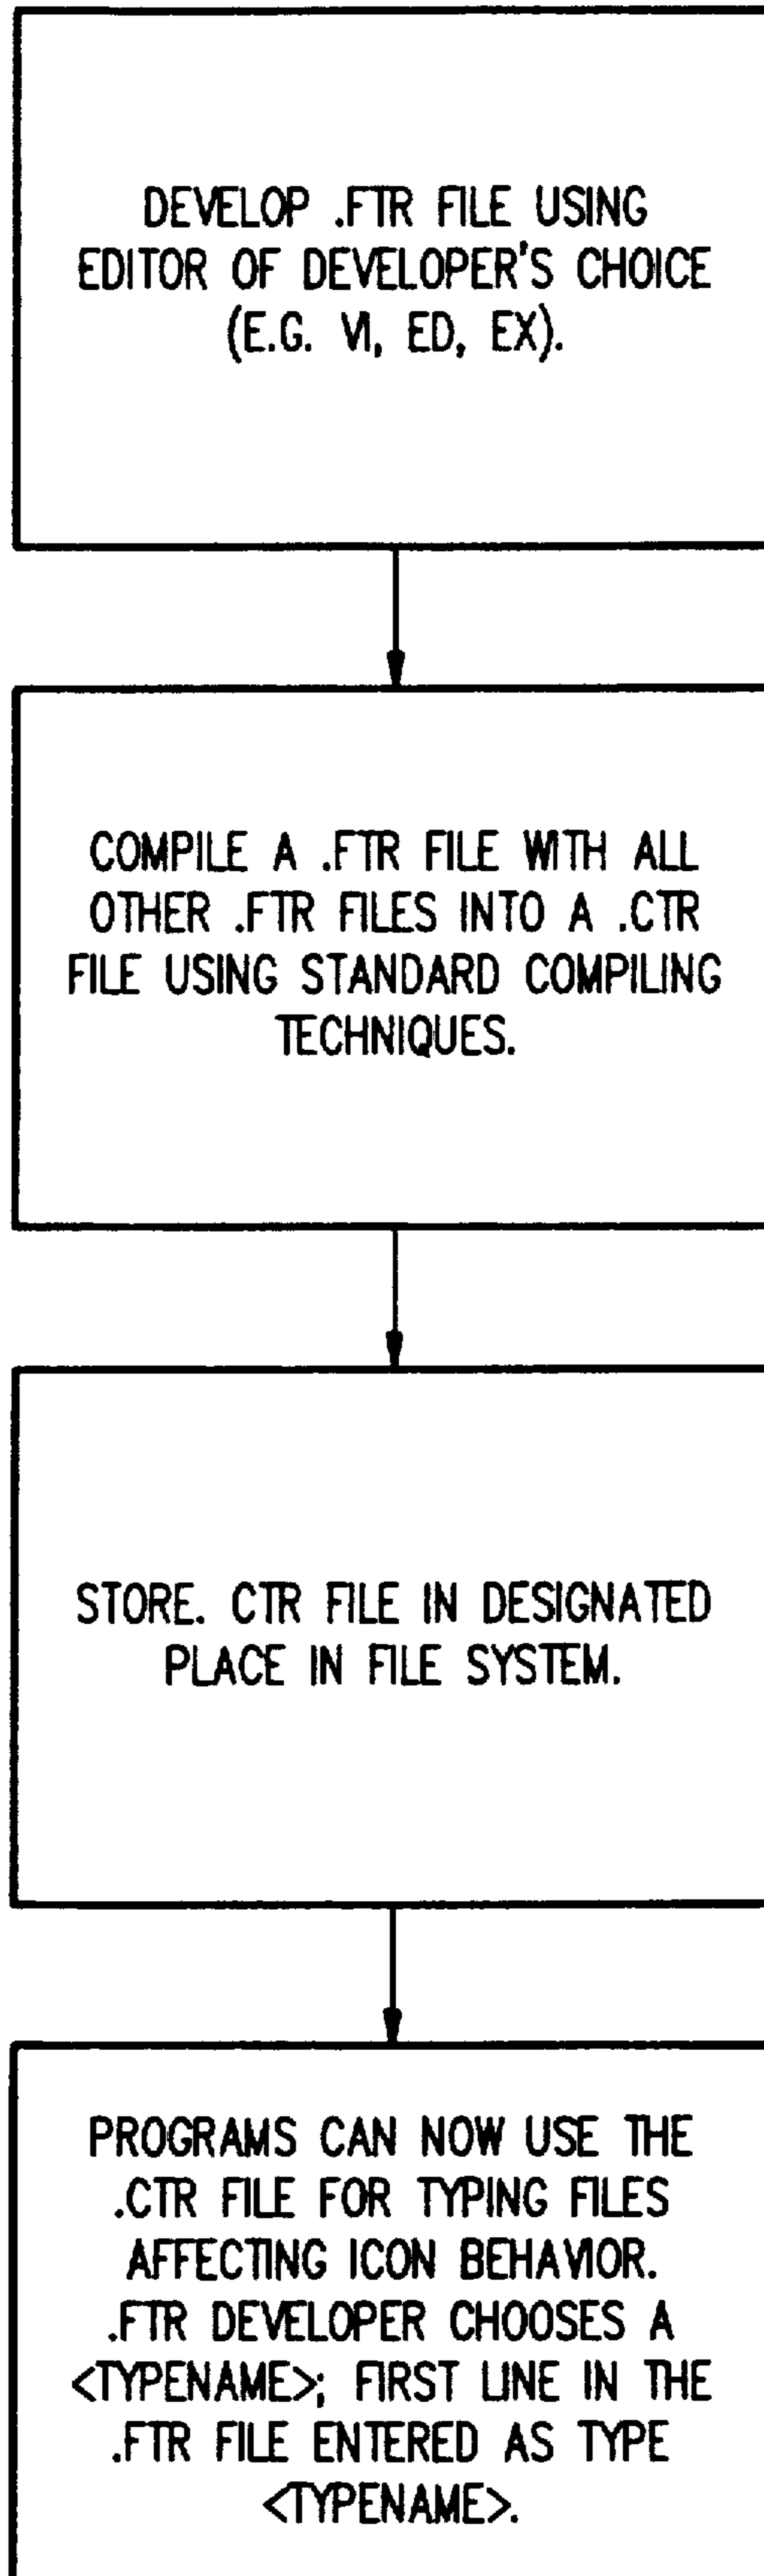 DEVELOP .FTR FILE USING
EDITOR OF DEVELOPER'S CHOICE
(E.G. VI, ED, EX).
COMPILE A .FTR FILE WITH ALL
OTHER .FTR FILES INTO A .CTR
FILE USING STANDARD COMPILING
TECHNIQUES.
STORE. CTR FILE IN DESIGNATED
PLACE IN FILE SYSTEM.
PROGRAMS CAN NOW USE THE
.CTR FILE FOR TYPING FILES
AFFECTING ICON BEHAVIOR.
.FTR DEVELOPER CHOOSES A
<TYPENAME>; FIRST LINE IN THE
.FTR FILE ENTERED AS TYPE
<TYPENAME>.